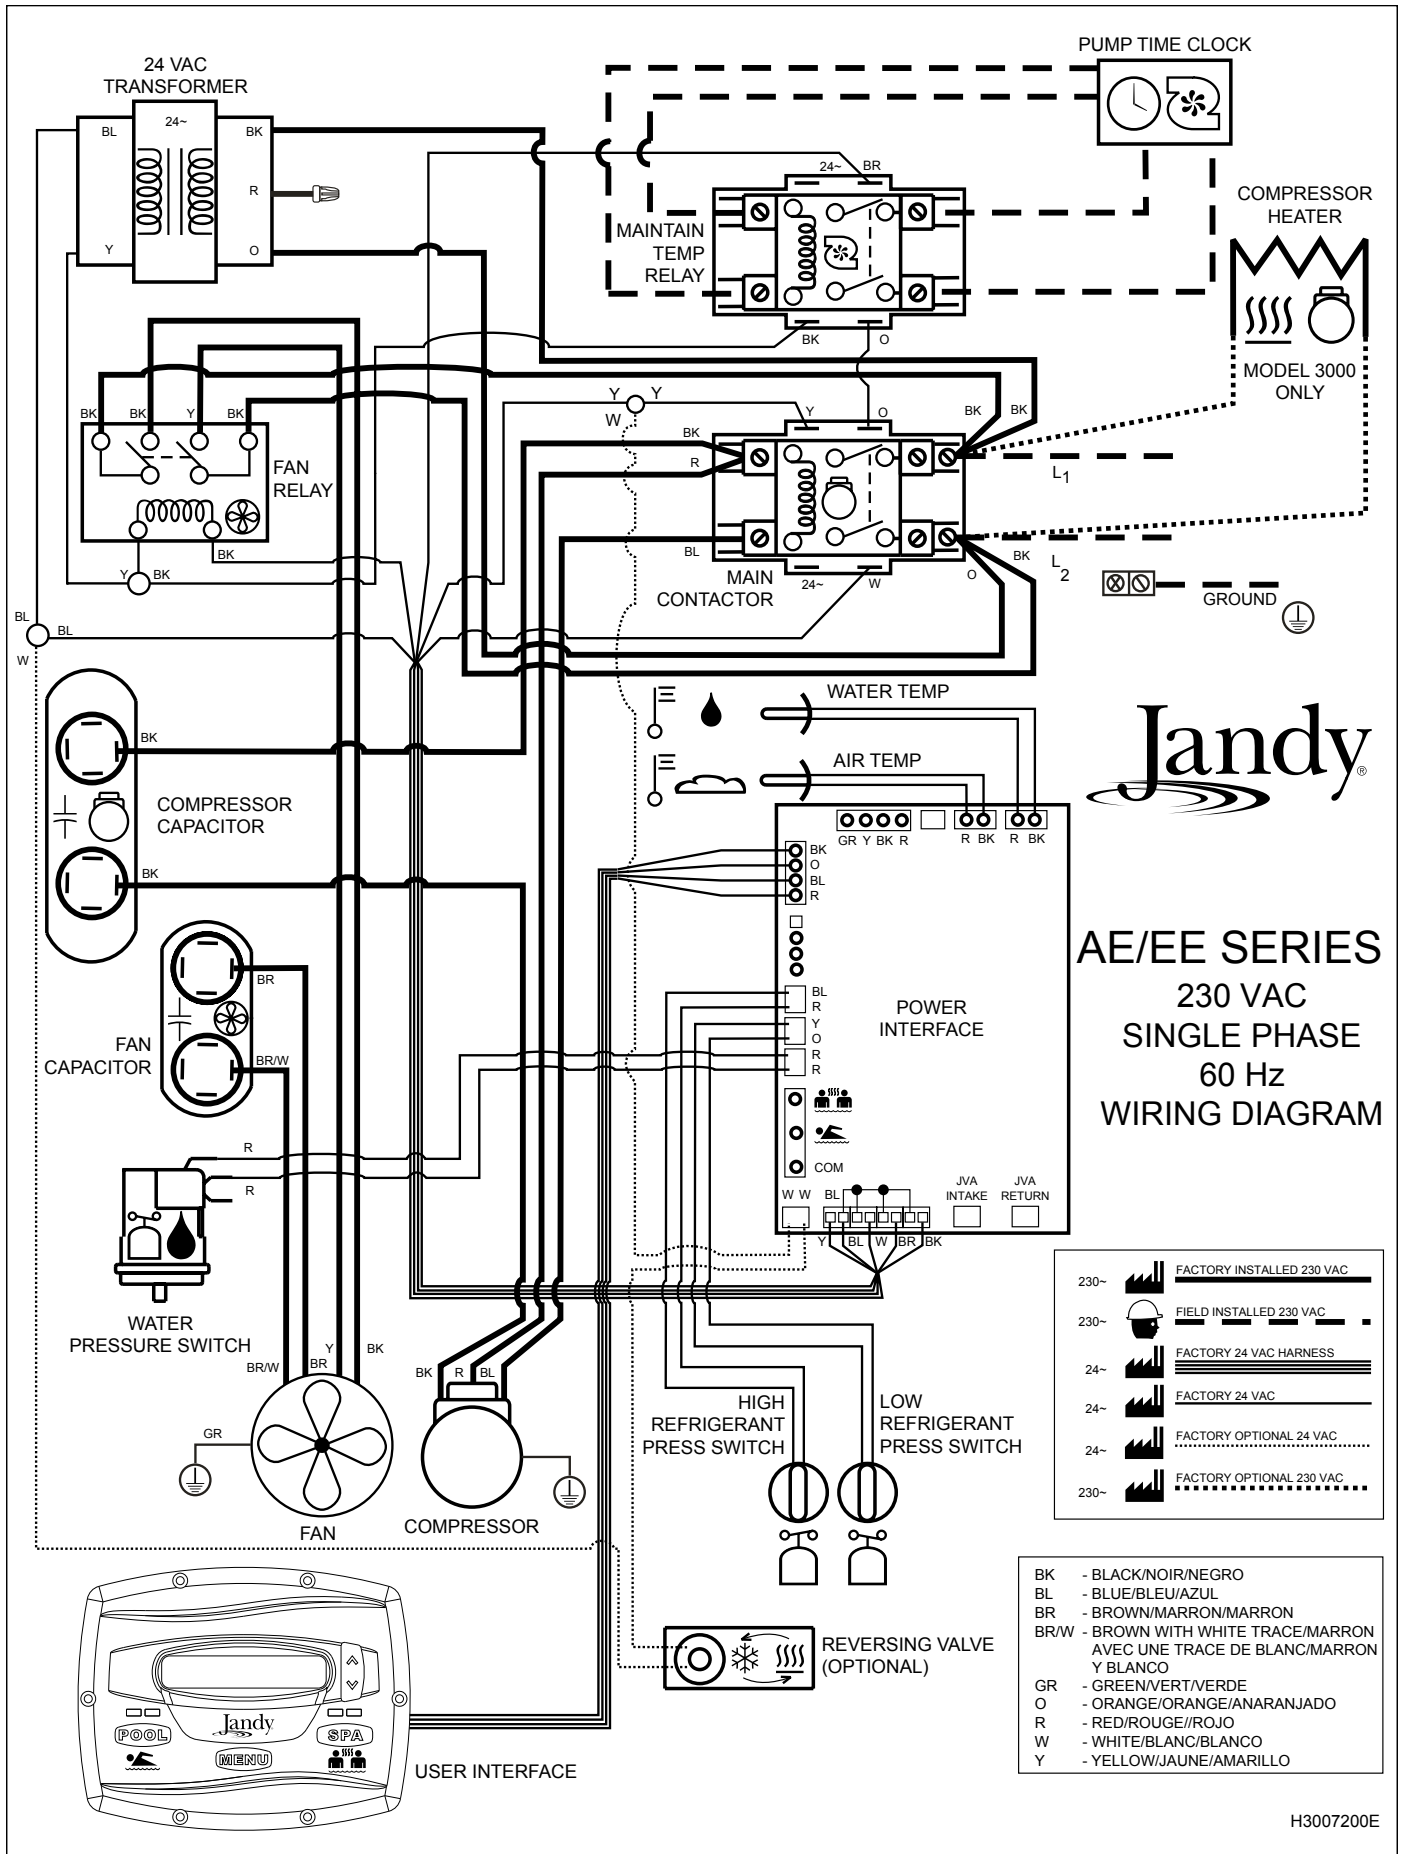 PUMP TIME CLOCK
24 VAC
TRANSFORMER
BL
24~
BK
R
Y
O
24~
BR
MAINTAIN
TEMP
RELAY
BK
O
COMPRESSOR
HEATER
MODEL 3000
ONLY
BK
BK
Y
BK
FAN
RELAY
Y
Y
W
Y
O
BK
BK
BK
R
L1
BK
Y
BK
BL
MAIN
CONTACTOR
24~
W
O
BK
L2
GROUND
BL
BL
W
WATER TEMP
AIR TEMP
Jandy®
BK
COMPRESSOR
CAPACITOR
BK
GR Y BK R
R BK
R BK
BK
O
BL
R
AE/EE SERIES
230 VAC
SINGLE PHASE
60 Hz
WIRING DIAGRAM
BR
FAN
CAPACITOR
BR/W
BL
R
Y
O
R
R
POWER
INTERFACE
COM
R
R
W W
BL
JVA
INTAKE
JVA
RETURN
Y
BL
W
BR
BK
WATER
PRESSURE SWITCH
BR/W
BR
Y
BK
BK
R
BL
GR
FAN
COMPRESSOR
HIGH
REFRIGERANT
PRESS SWITCH
LOW
REFRIGERANT
PRESS SWITCH
230~ FACTORY INSTALLED 230 VAC
230~ FIELD INSTALLED 230 VAC
24~ FACTORY 24 VAC HARNESS
24~ FACTORY 24 VAC
24~ FACTORY OPTIONAL 24 VAC
230~ FACTORY OPTIONAL 230 VAC
BK - BLACK/NOIR/NEGRO
BL - BLUE/BLEU/AZUL
BR - BROWN/MARRON/MARRON
BR/W - BROWN WITH WHITE TRACE/MARRON
AVEC UNE TRACE DE BLANC/MARRON
Y BLANCO
GR - GREEN/VERT/VERDE
O - ORANGE/ORANGE/ANARANJADO
R - RED/ROUGE//ROJO
W - WHITE/BLANC/BLANCO
Y - YELLOW/JAUNE/AMARILLO
REVERSING VALVE
(OPTIONAL)
Jandy
POOL
MENU
SPA
USER INTERFACE
H3007200E